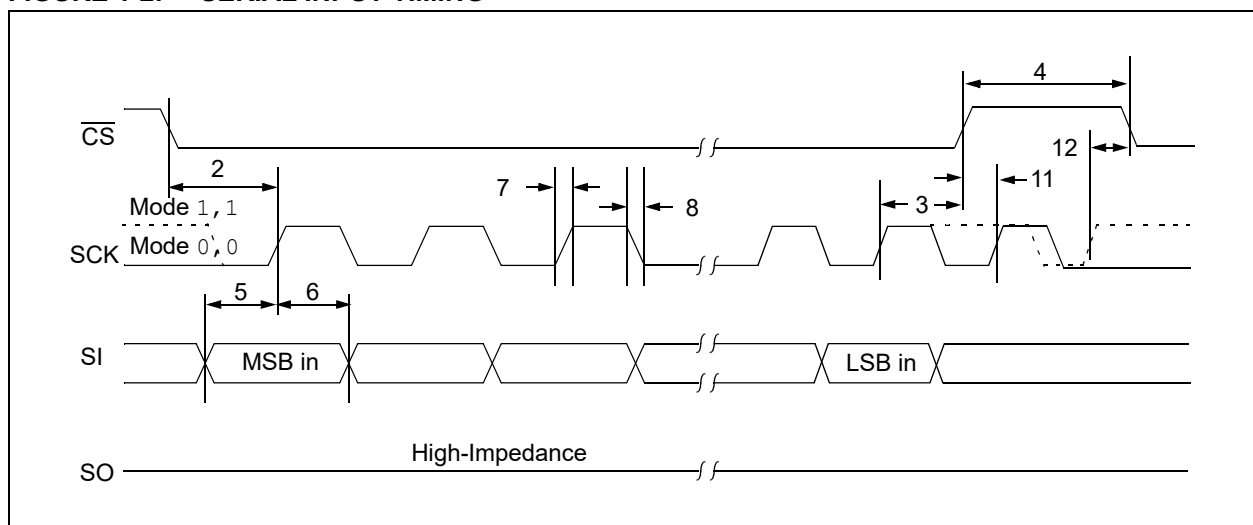 4
CS
12
2
7
11
8
3
Mode 1,1
SCK
Mode 0,0
5
6
SI
MSB in
LSB in
High-Impedance
SO